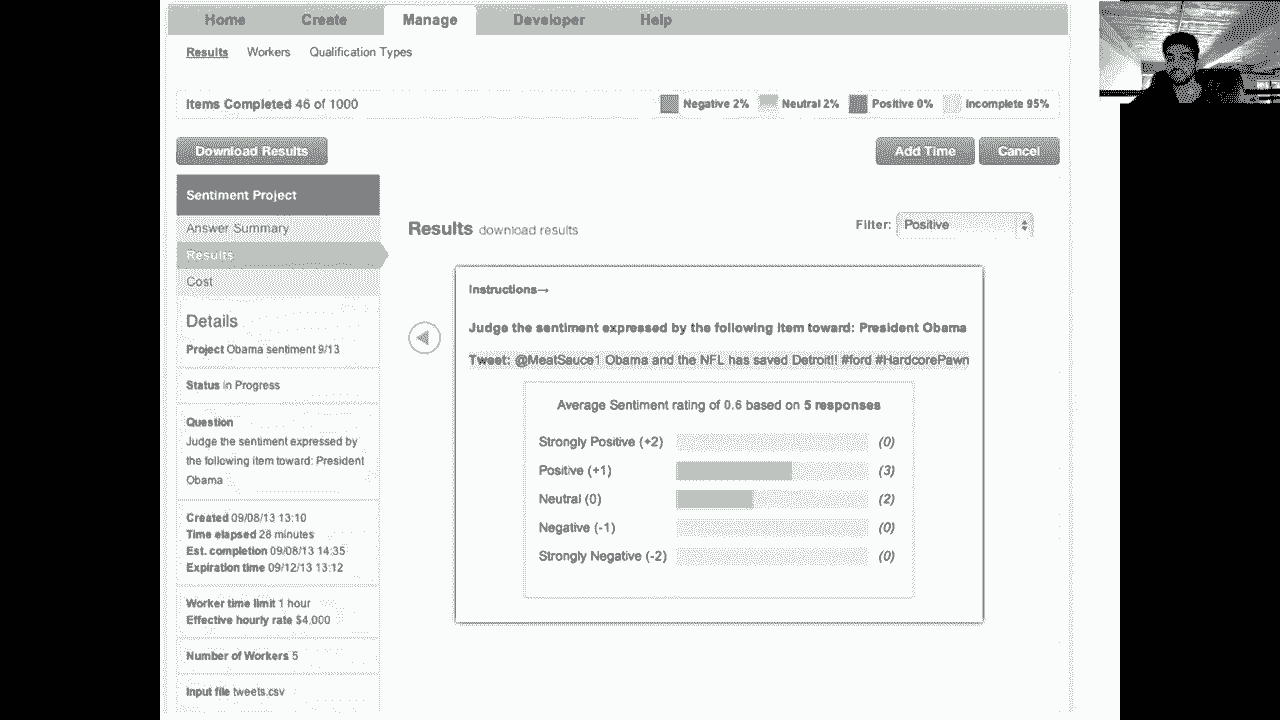 Home Create Manage Developer Help
Results Workers Qualification Types
Items Completed 46 of 1000 Negative 2% Neutral 2% Positive 0% Incomplete 95%
Download Results Add Time Cancel
Sentiment Project
Answer Summary
Results
Cost
Details
Project Obama sentiment 9/13
Status In Progress
Question
Judge the sentiment expressed by
the following item toward: President
Obama
Created 09/08/13 13:10
Time elapsed 28 minutes
Est. completion 09/08/13 14:35
Expiration time 09/12/13 13:12
Worker time limit 1 hour
Effective hourly rate $4,000
Number of Workers 5
Input file tweets.csv
Results download results
Filter: Positive
Instructions→
Judge the sentiment expressed by the following item toward: President Obama
Tweet: @MeatSauce1 Obama and the NFL has saved Detroit!! #ford #HardcorePawn
Average Sentiment rating of 0.6 based on 5 responses
Strongly Positive (+2) (0)
Positive (+1) (3)
Neutral (0) (2)
Negative (-1) (0)
Strongly Negative (-2) (0)